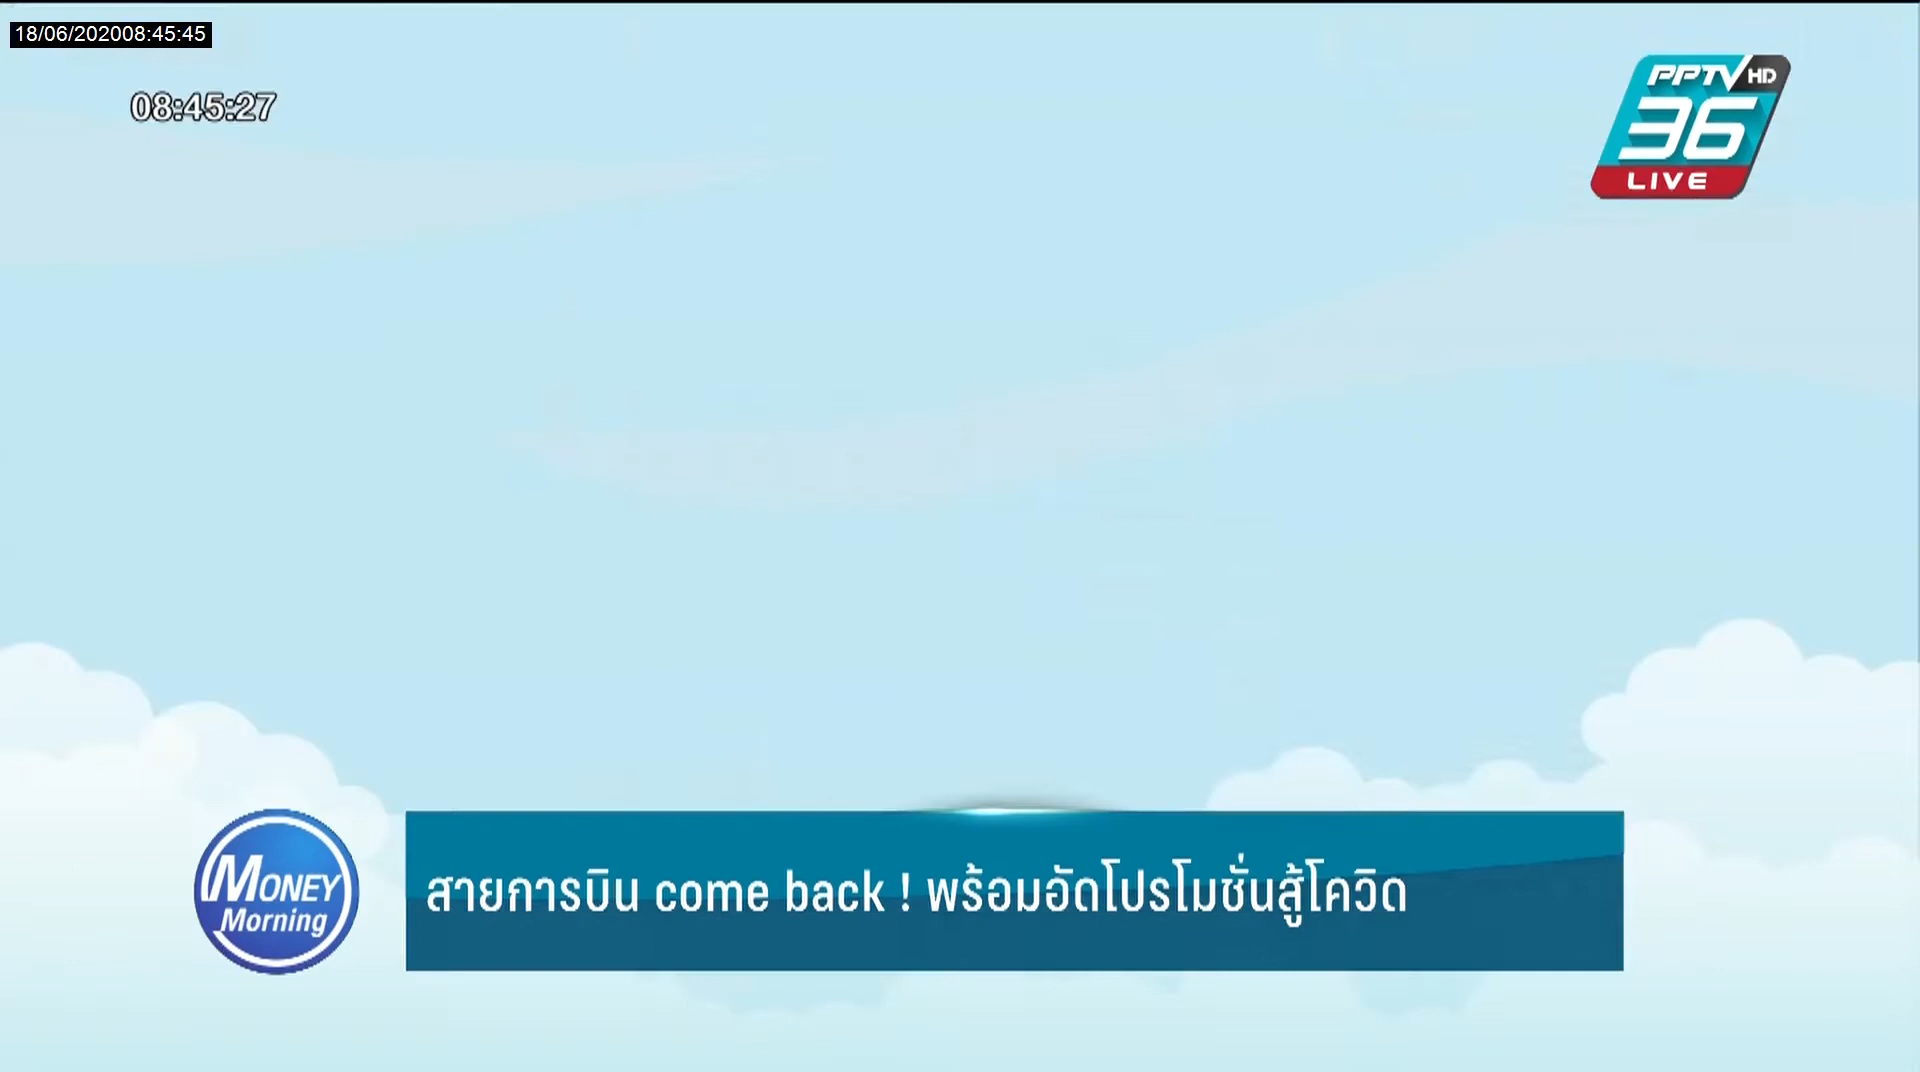 18/06/202008:45:45
08:45:27
PPTV HD
36
LIVE
MONEY
Morning
สายการบิน come back ! พร้อมอัดโปรโมชั่นสู้โควิด